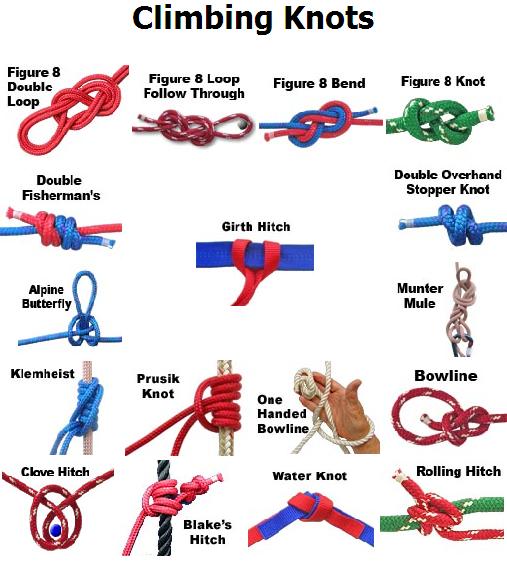 Climbing Knots
Figure 8
Double
Loop
Figure 8 Loop
Follow Through
Figure 8 Bend
Figure 8 Knot
Double
Fisherman's
Girth Hitch
Double Overhand
Stopper Knot
Alpine
Butterfly
Munter
Mule
Klemheist
Prusik
Knot
One
Handed
Bowline
Bowline
Clove Hitch
Blake's
Hitch
Water Knot
Rolling Hitch